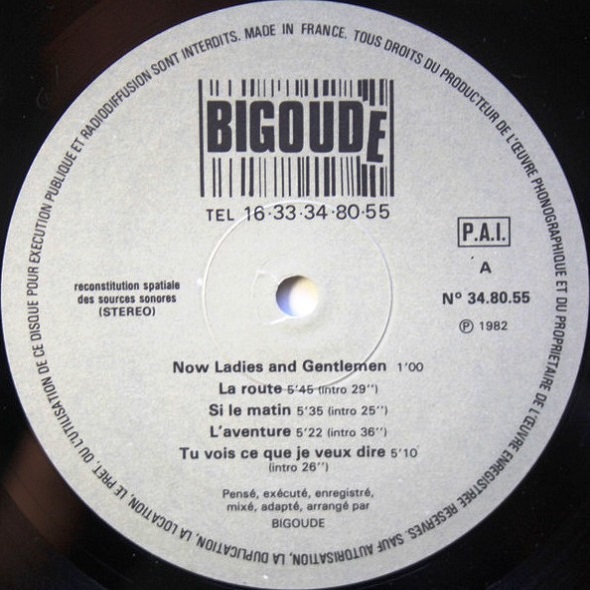 BIGOUDE
TEL 16·33·34·80·55
P.A.I.
A
reconstitution spatiale
des sources sonores
(STEREO)
Nº 34.80.55
Ⓟ 1982
Now Ladies and Gentlemen 1'00
La route 5'45 (intro 29'')
Si le matin 5'35 (intro 25'')
L'aventure 5'22 (intro 36'')
Tu vois ce que je veux dire 5'10
(intro 26'')
Pensé, exécuté, enregistré,
mixé, adapté, arrangé par
BIGOUDE
MADE IN FRANCE. TOUS DROITS DU PRODUCTEUR DE L'ŒUVRE PHONOGRAPHIQUE ET DU PROPRIETAIRE DE L'ŒUVRE ENREGISTREE RESERVES. SAUF AUTORISATION, LA DUPLICATION, LA LOCATION, LE PRET, OU L'UTILISATION DE CE DISQUE POUR EXECUTION PUBLIQUE ET RADIODIFFUSION SONT INTERDITS.